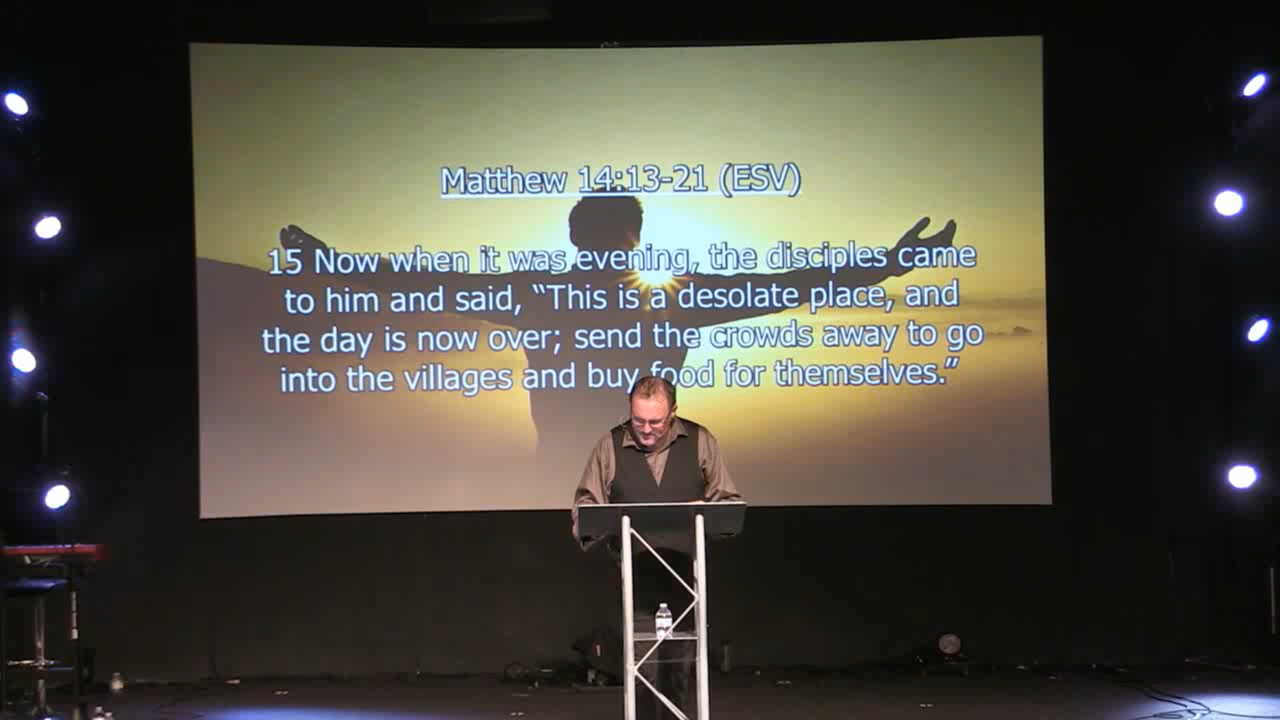 Matthew 14:13-21 (ESV)
15 Now when it was evening, the disciples came
to him and said, “This is a desolate place, and
the day is now over; send the crowds away to go
into the villages and buy food for themselves.”